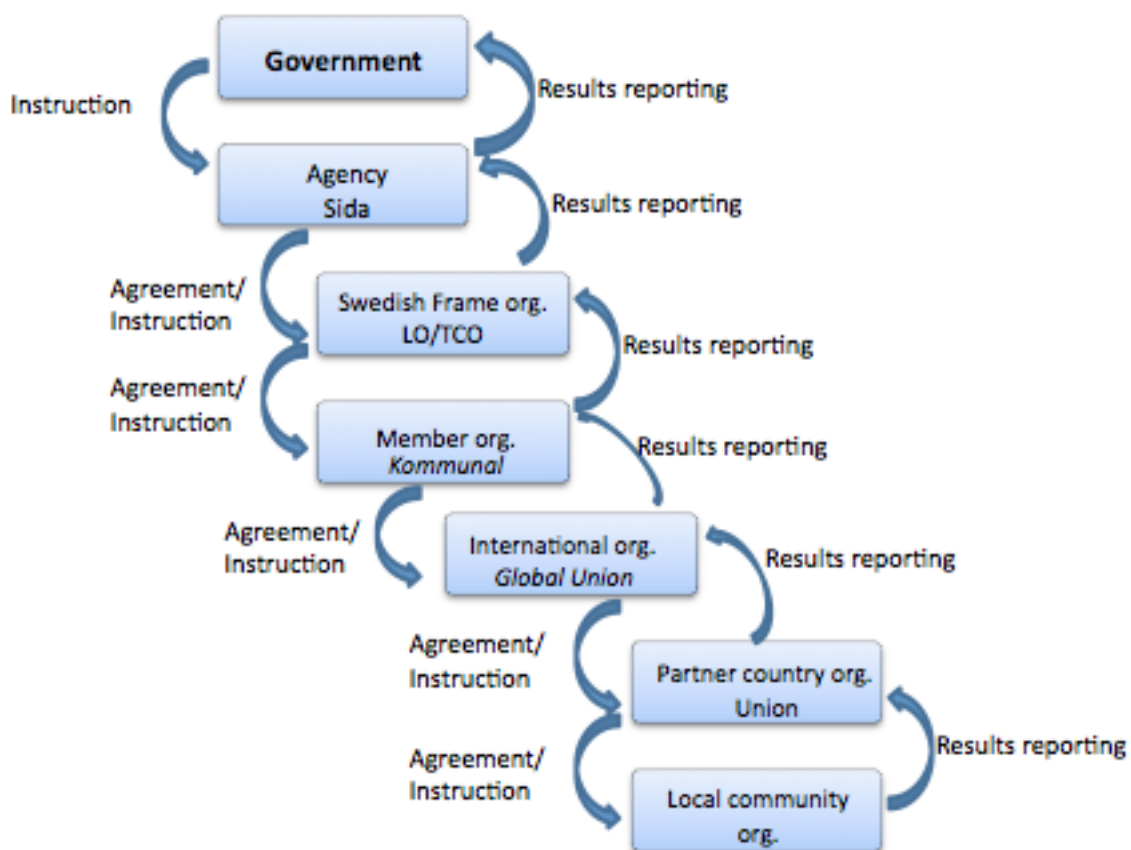 Government
Results reporting
Instruction
Agency
Sida
Results reporting
Agreement/
Instruction
Swedish Frame org.
LO/TCO
Results reporting
Agreement/
Instruction
Member org.
Kommunal
Results reporting
Agreement/
Instruction
International org.
Global Union
Results reporting
Agreement/
Instruction
Partner country org.
Union
Results reporting
Agreement/
Instruction
Local community
org.